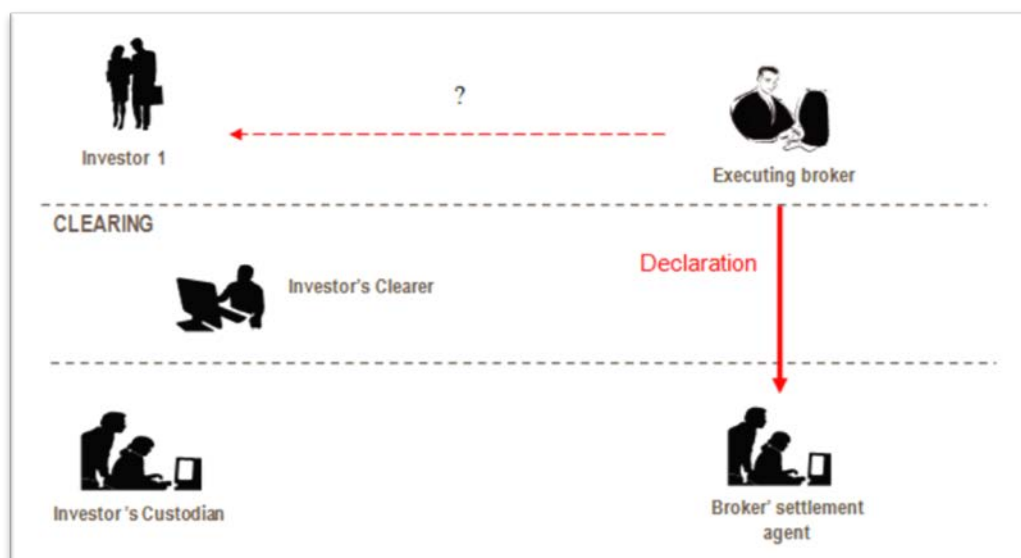 ?
Investor 1
Executing broker
CLEARING
Declaration
Investor's Clearer
Investor's Custodian
Broker' settlement
agent